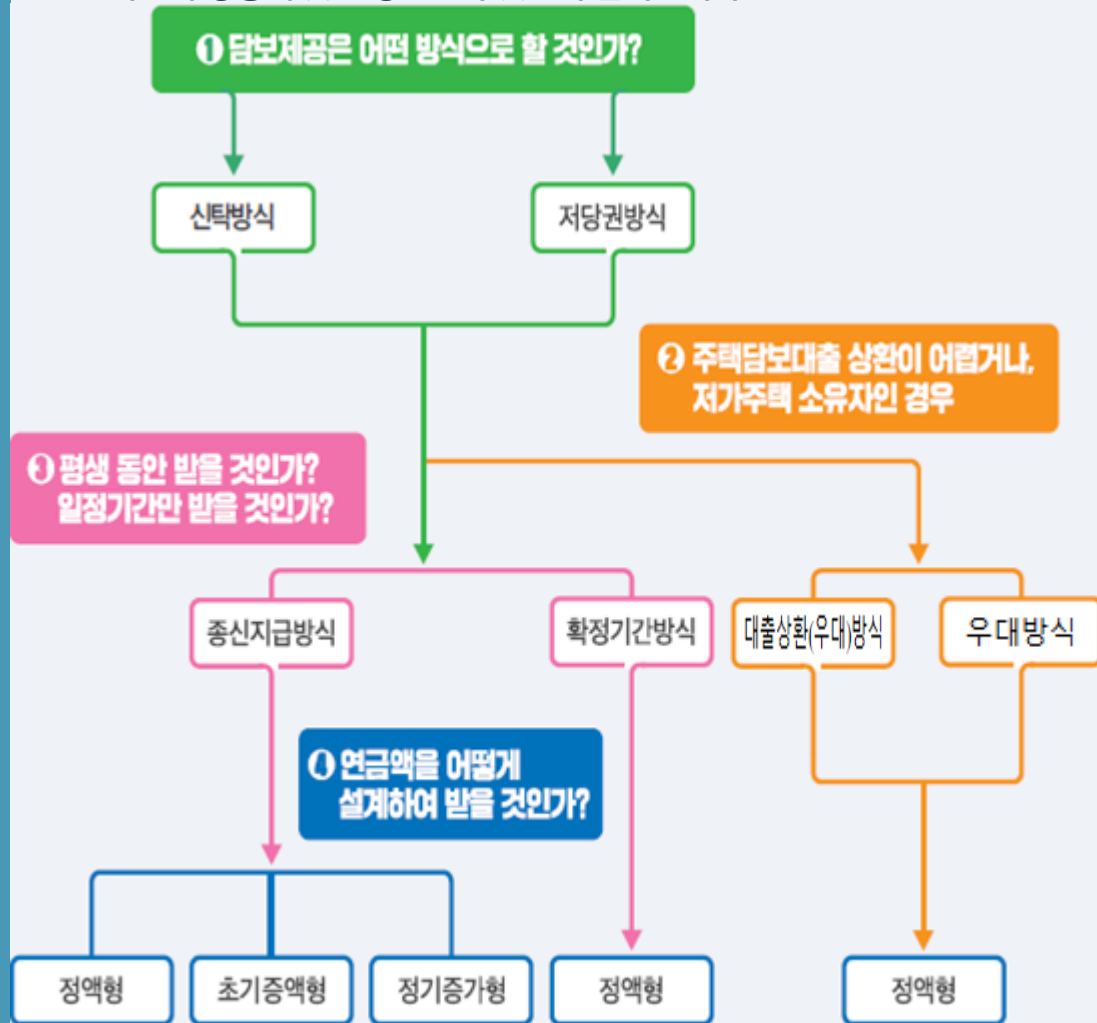 ❶ 담보제공은 어떤 방식으로 할 것인가?
신탁방식
저당권방식
❷ 주택담보대출 상환이 어렵거나,
저가주택 소유자인 경우
❸ 평생 동안 받을 것인가?
일정기간만 받을 것인가?
종신지급방식
확정기간방식
대출상환(우대)방식
우대방식
❹ 연금액을 어떻게
설계하여 받을 것인가?
정액형
초기증액형
정기증가형
정액형
정액형